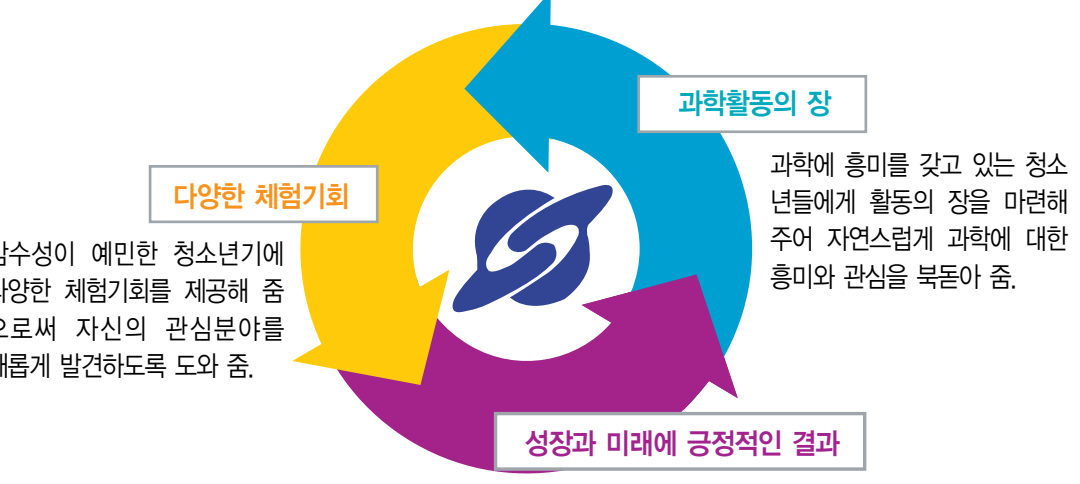 과학활동의 장
과학에 흥미를 갖고 있는 청소
년들에게 활동의 장을 마련해
주어 자연스럽게 과학에 대한
흥미와 관심을 북돋아 줌.
다양한 체험기회
감수성이 예민한 청소년기에
다양한 체험기회를 제공해 줌
으로써 자신의 관심분야를
새롭게 발견하도록 도와 줌.
성장과 미래에 긍정적인 결과